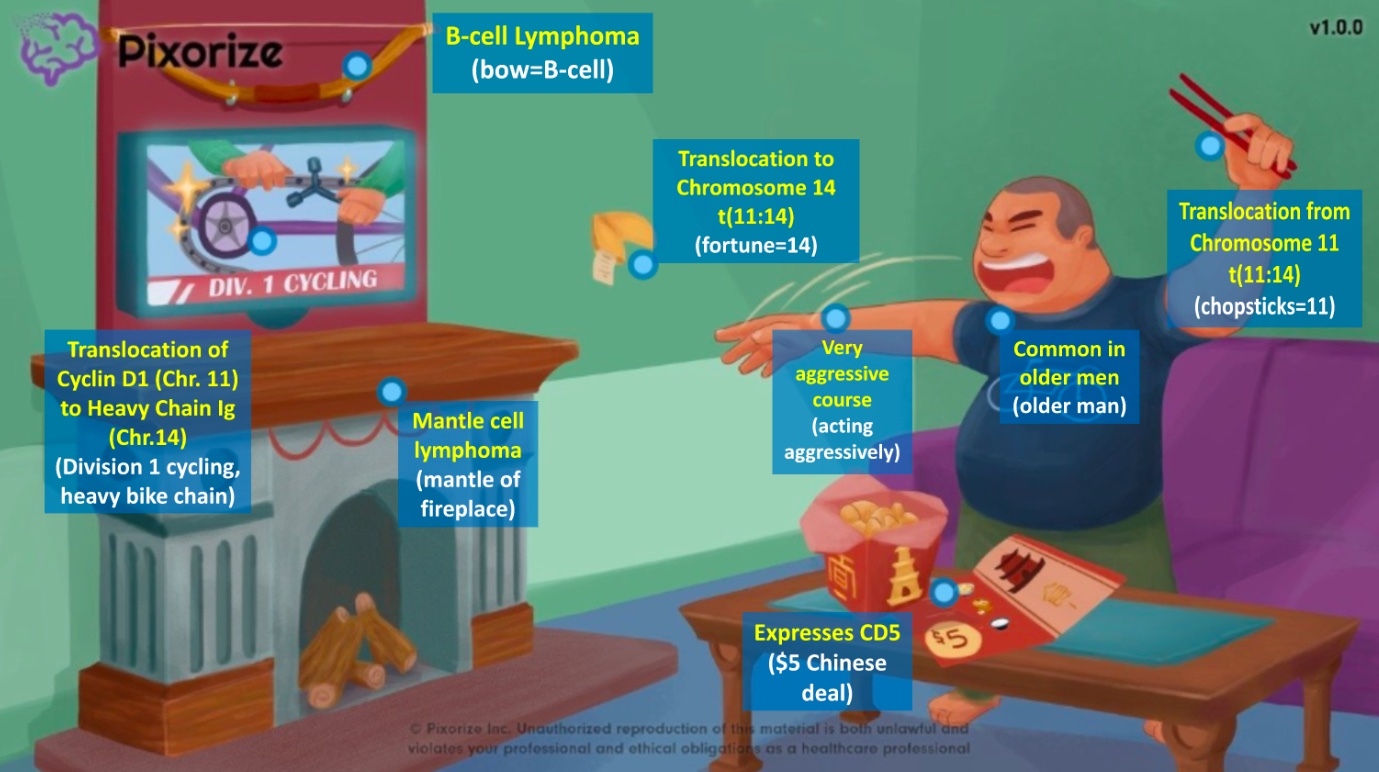 Pixorize
v1.0.0
B-cell Lymphoma
(bow=B-cell)
Translocation to
Chromosome 14
t(11:14)
(fortune=14)
Translocation from
Chromosome 11
t(11:14)
(chopsticks=11)
DIV. 1 CYCLING
Translocation of
Cyclin D1 (Chr. 11)
to Heavy Chain Ig
(Chr.14)
(Division 1 cycling,
heavy bike chain)
Mantle cell
lymphoma
(mantle of
fireplace)
Very
aggressive
course
(acting
aggressively)
Common in
older men
(older man)
Expresses CD5
($5 Chinese
deal)
$5
© Pixorize Inc. Unauthorized reproduction of this material is both unlawful and
violates your professional and ethical obligations as a healthcare professional